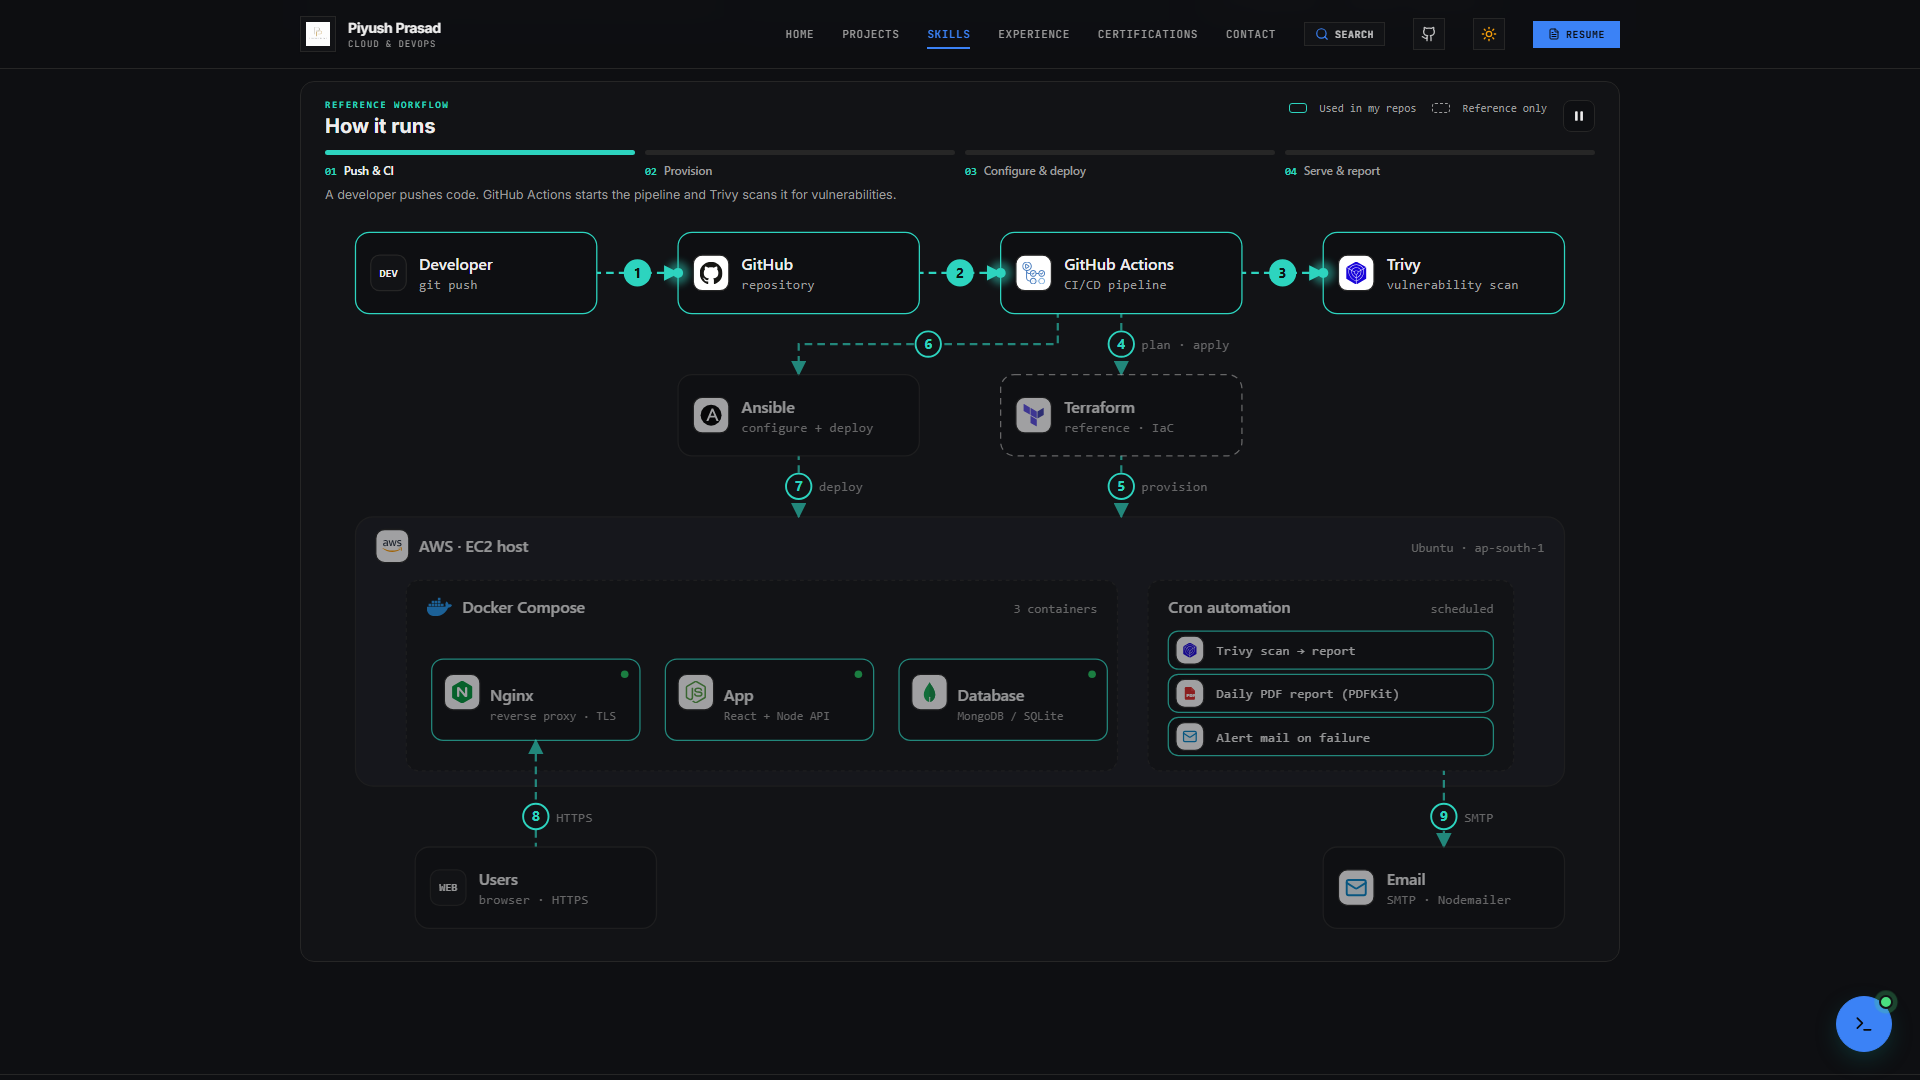 Piyush Prasad
CLOUD & DEVOPS
HOME
PROJECTS
SKILLS
EXPERIENCE
CERTIFICATIONS
CONTACT
SEARCH
RESUME
REFERENCE WORKFLOW
How it runs
Used in my repos
Reference only
01 Push & CI
02 Provision
03 Configure & deploy
04 Serve & report
A developer pushes code. GitHub Actions starts the pipeline and Trivy scans it for vulnerabilities.
DEV
Developer
git push
1
GitHub
repository
2
GitHub Actions
CI/CD pipeline
3
Trivy
vulnerability scan
6
4
plan · apply
A
Ansible
configure + deploy
Terraform
reference · IaC
7
deploy
5
provision
aws
AWS · EC2 host
Ubuntu · ap-south-1
Docker Compose
3 containers
Cron automation
scheduled
N
Nginx
reverse proxy · TLS
JS
App
React + Node API
Database
MongoDB / SQLite
Trivy scan → report
PDF
Daily PDF report (PDFKit)
Alert mail on failure
8
HTTPS
9
SMTP
WEB
Users
browser · HTTPS
Email
SMTP · Nodemailer